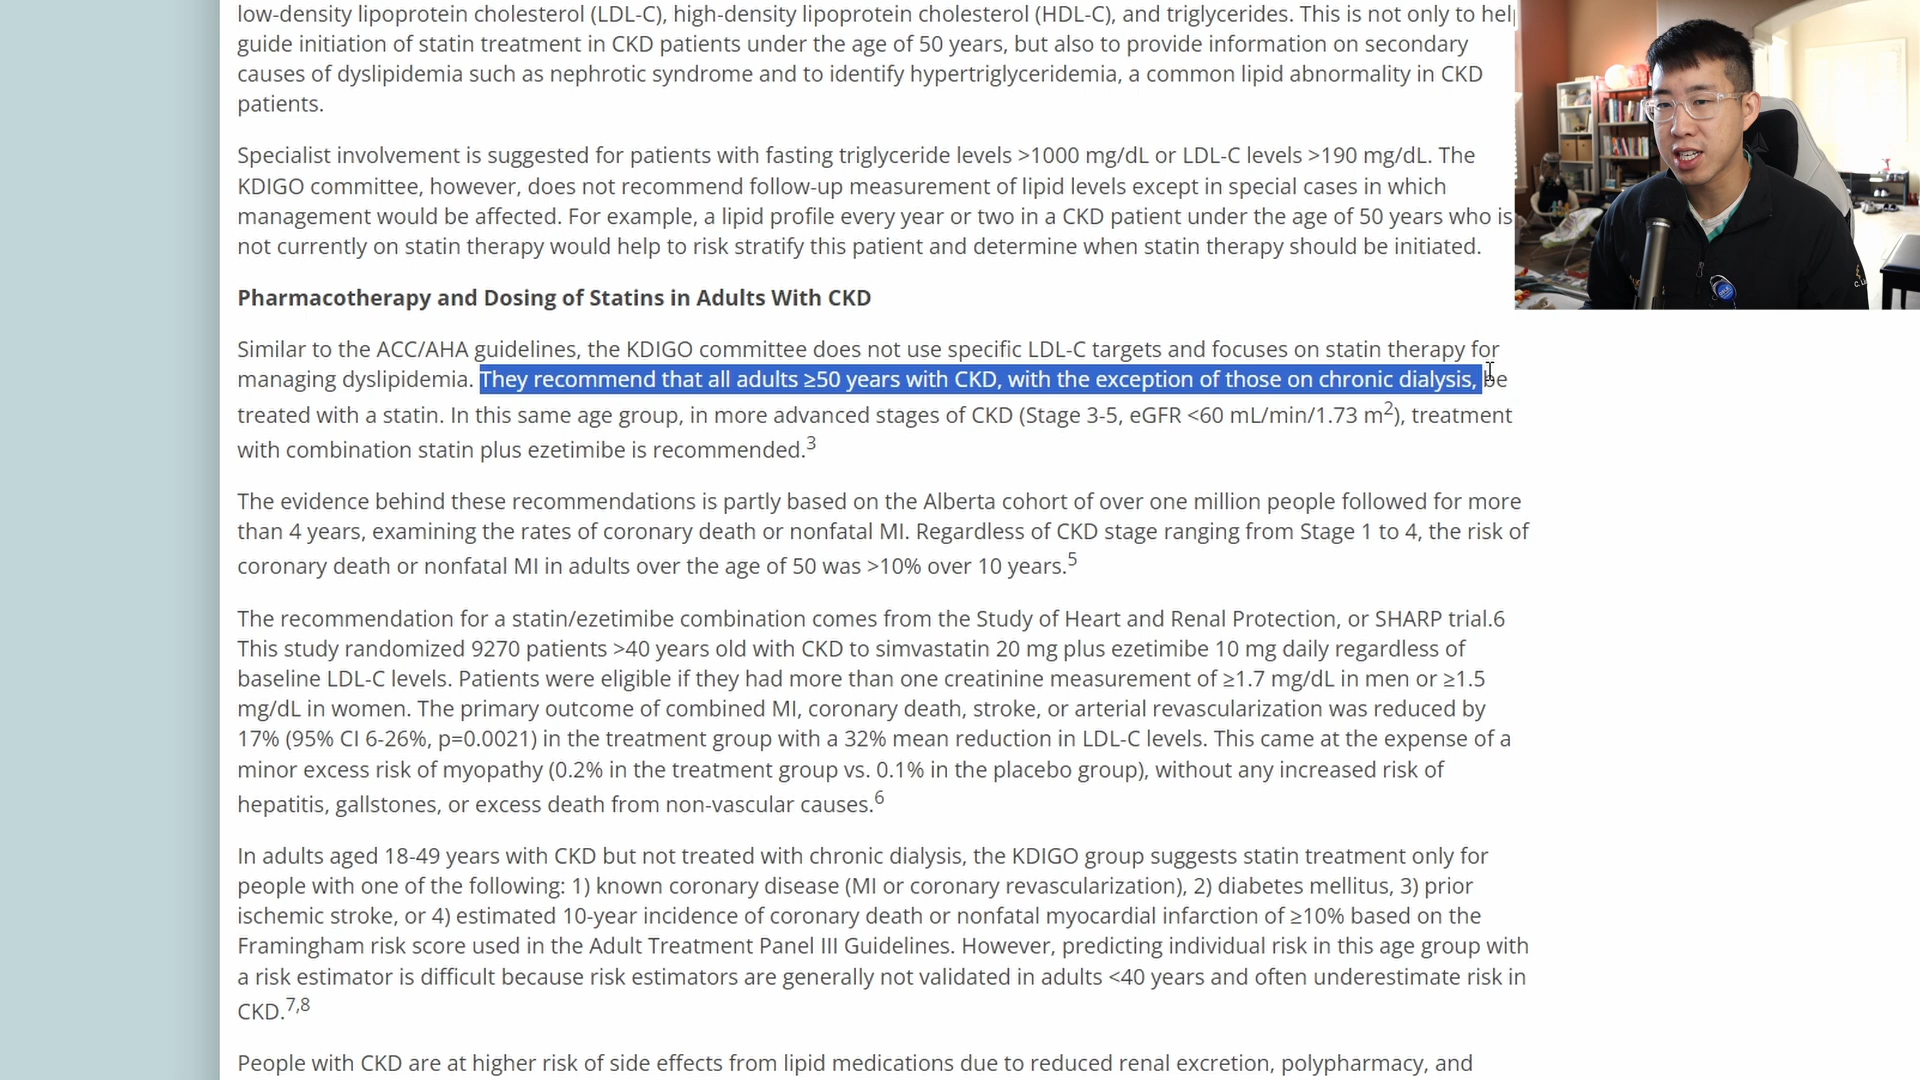 low-density lipoprotein cholesterol (LDL-C), high-density lipoprotein cholesterol (HDL-C), and triglycerides. This is not only to help
guide initiation of statin treatment in CKD patients under the age of 50 years, but also to provide information on secondary
causes of dyslipidemia such as nephrotic syndrome and to identify hypertriglyceridemia, a common lipid abnormality in CKD
patients.
Specialist involvement is suggested for patients with fasting triglyceride levels >1000 mg/dL or LDL-C levels >190 mg/dL. The
KDIGO committee, however, does not recommend follow-up measurement of lipid levels except in special cases in which
management would be affected. For example, a lipid profile every year or two in a CKD patient under the age of 50 years who is
not currently on statin therapy would help to risk stratify this patient and determine when statin therapy should be initiated.
Pharmacotherapy and Dosing of Statins in Adults With CKD
Similar to the ACC/AHA guidelines, the KDIGO committee does not use specific LDL-C targets and focuses on statin therapy for
managing dyslipidemia. They recommend that all adults ≥50 years with CKD, with the exception of those on chronic dialysis, be
treated with a statin. In this same age group, in more advanced stages of CKD (Stage 3-5, eGFR <60 mL/min/1.73 m2), treatment
with combination statin plus ezetimibe is recommended.3
The evidence behind these recommendations is partly based on the Alberta cohort of over one million people followed for more
than 4 years, examining the rates of coronary death or nonfatal MI. Regardless of CKD stage ranging from Stage 1 to 4, the risk of
coronary death or nonfatal MI in adults over the age of 50 was >10% over 10 years.5
The recommendation for a statin/ezetimibe combination comes from the Study of Heart and Renal Protection, or SHARP trial.6
This study randomized 9270 patients >40 years old with CKD to simvastatin 20 mg plus ezetimibe 10 mg daily regardless of
baseline LDL-C levels. Patients were eligible if they had more than one creatinine measurement of ≥1.7 mg/dL in men or ≥1.5
mg/dL in women. The primary outcome of combined MI, coronary death, stroke, or arterial revascularization was reduced by
17% (95% CI 6-26%, p=0.0021) in the treatment group with a 32% mean reduction in LDL-C levels. This came at the expense of a
minor excess risk of myopathy (0.2% in the treatment group vs. 0.1% in the placebo group), without any increased risk of
hepatitis, gallstones, or excess death from non-vascular causes.6
In adults aged 18-49 years with CKD but not treated with chronic dialysis, the KDIGO group suggests statin treatment only for
people with one of the following: 1) known coronary disease (MI or coronary revascularization), 2) diabetes mellitus, 3) prior
ischemic stroke, or 4) estimated 10-year incidence of coronary death or nonfatal myocardial infarction of ≥10% based on the
Framingham risk score used in the Adult Treatment Panel III Guidelines. However, predicting individual risk in this age group with
a risk estimator is difficult because risk estimators are generally not validated in adults <40 years and often underestimate risk in
CKD.7,8
People with CKD are at higher risk of side effects from lipid medications due to reduced renal excretion, polypharmacy, and